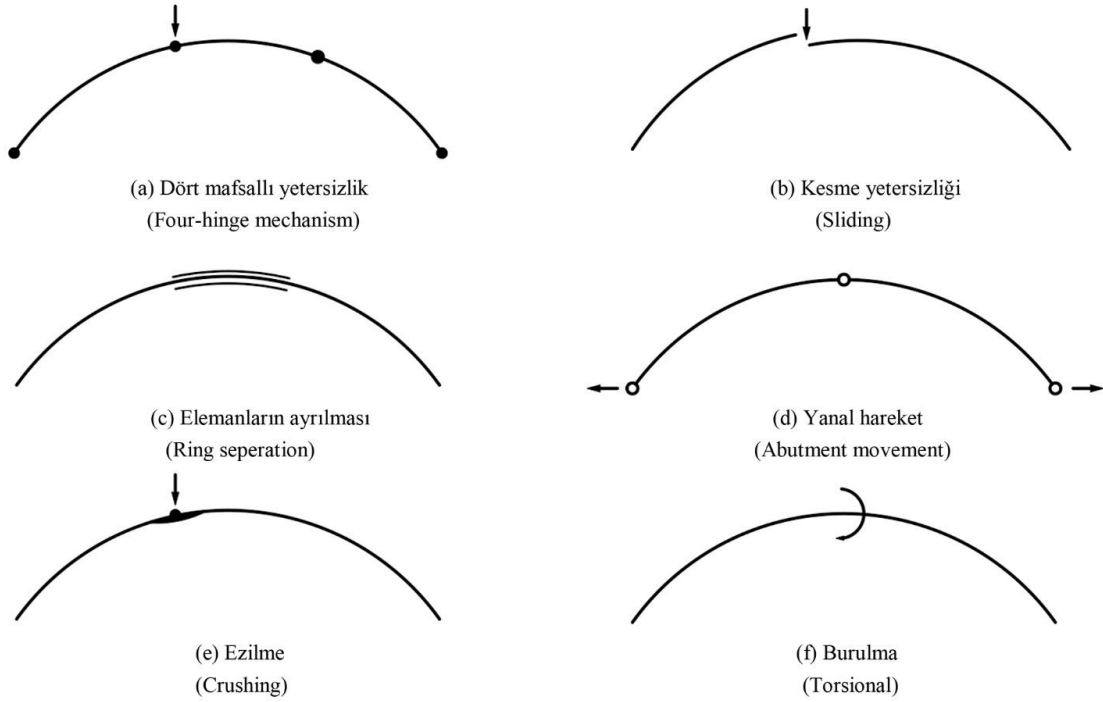 (a) Dört mafsallı yetersizlik
(Four-hinge mechanism)
(b) Kesme yetersizliği
(Sliding)
(c) Elemanların ayrılması
(Ring seperation)
(d) Yanal hareket
(Abutment movement)
(e) Ezilme
(Crushing)
(f) Burulma
(Torsional)